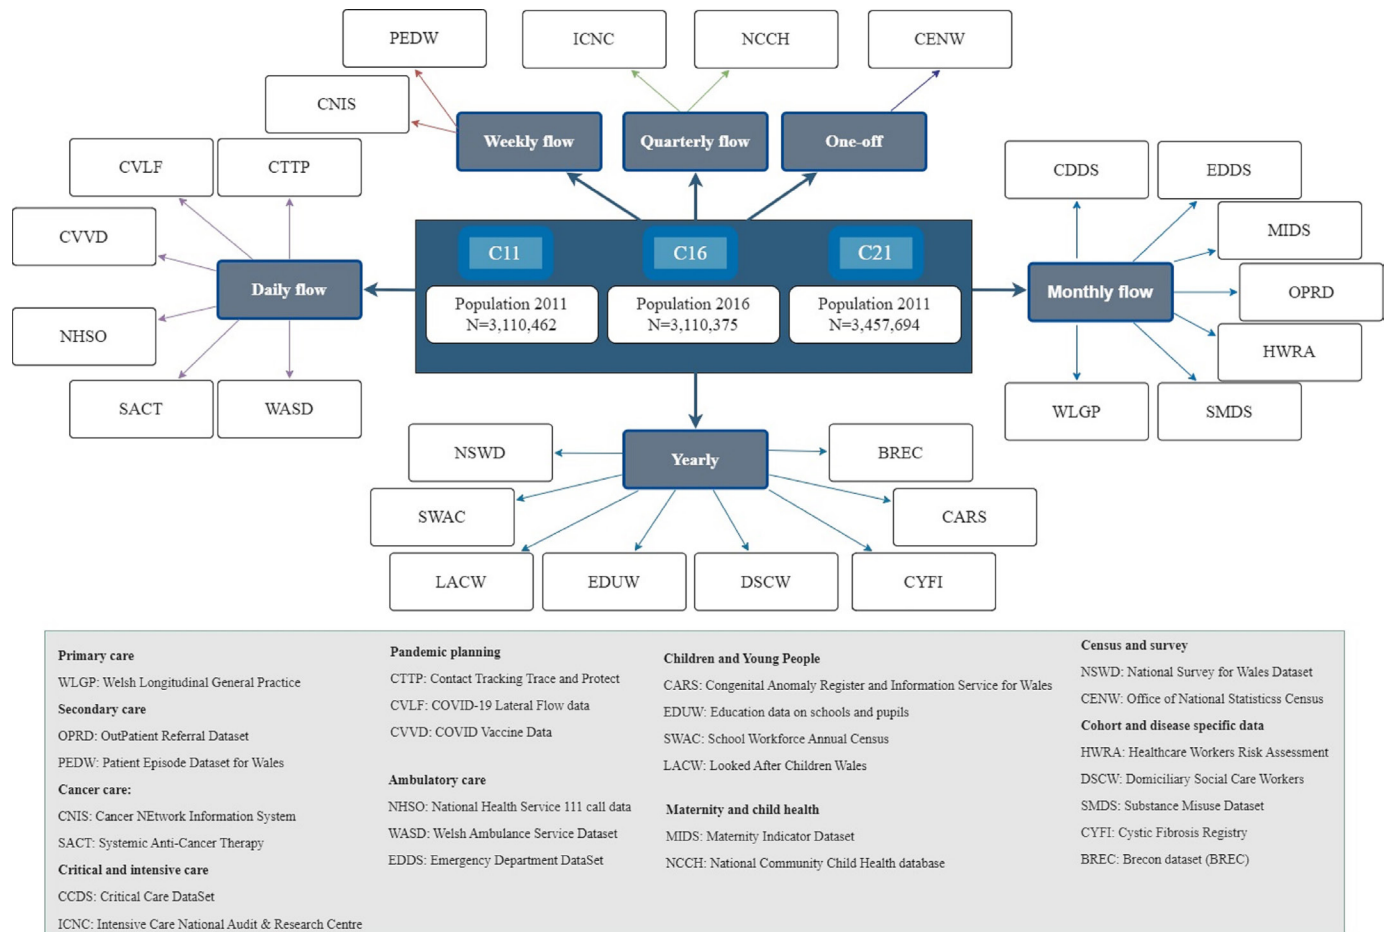 PEDW
ICNC
NCCH
CENW
CNIS
Weekly flow
Quarterly flow
One-off
CVLF
CTTP
CDDS
EDDS
CVVD
MIDS
C11
C16
C21
Daily flow
Population 2011
N=3,110,462
Population 2016
N=3,110,375
Population 2011
N=3,457,694
Monthly flow
OPRD
NHSO
HWRA
SACT
WASD
WLGP
SMDS
NSWD
Yearly
BREC
SWAC
CARS
LACW
EDUW
DSCW
CYFI
Primary care
WLGP: Welsh Longitudinal General Practice
Secondary care
OPRD: OutPatient Referral Dataset
PEDW: Patient Episode Dataset for Wales
Cancer care:
CNIS: Cancer NEtwork Information System
SACT: Systemic Anti-Cancer Therapy
Critical and intensive care
CCDS: Critical Care DataSet
ICNC: Intensive Care National Audit & Research Centre
Pandemic planning
CTTP: Contact Tracking Trace and Protect
CVLF: COVID-19 Lateral Flow data
CVVD: COVID Vaccine Data
Ambulatory care
NHSO: National Health Service 111 call data
WASD: Welsh Ambulance Service Dataset
EDDS: Emergency Department DataSet
Children and Young People
CARS: Congenital Anomaly Register and Information Service for Wales
EDUW: Education data on schools and pupils
SWAC: School Workforce Annual Census
LACW: Looked After Children Wales
Maternity and child health
MIDS: Maternity Indicator Dataset
NCCH: National Community Child Health database
Census and survey
NSWD: National Survey for Wales Dataset
CENW: Office of National Statisticss Census
Cohort and disease specific data
HWRA: Healthcare Workers Risk Assessment
DSCW: Domiciliary Social Care Workers
SMDS: Substance Misuse Dataset
CYFI: Cystic Fibrosis Registry
BREC: Brecon dataset (BREC)